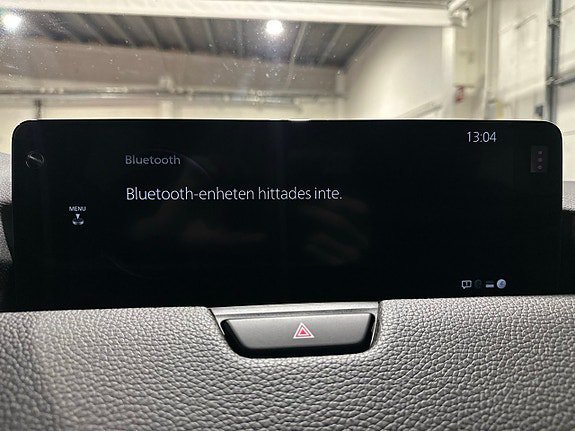 13:04
Bluetooth
Bluetooth-enheten hittades inte.
MENU